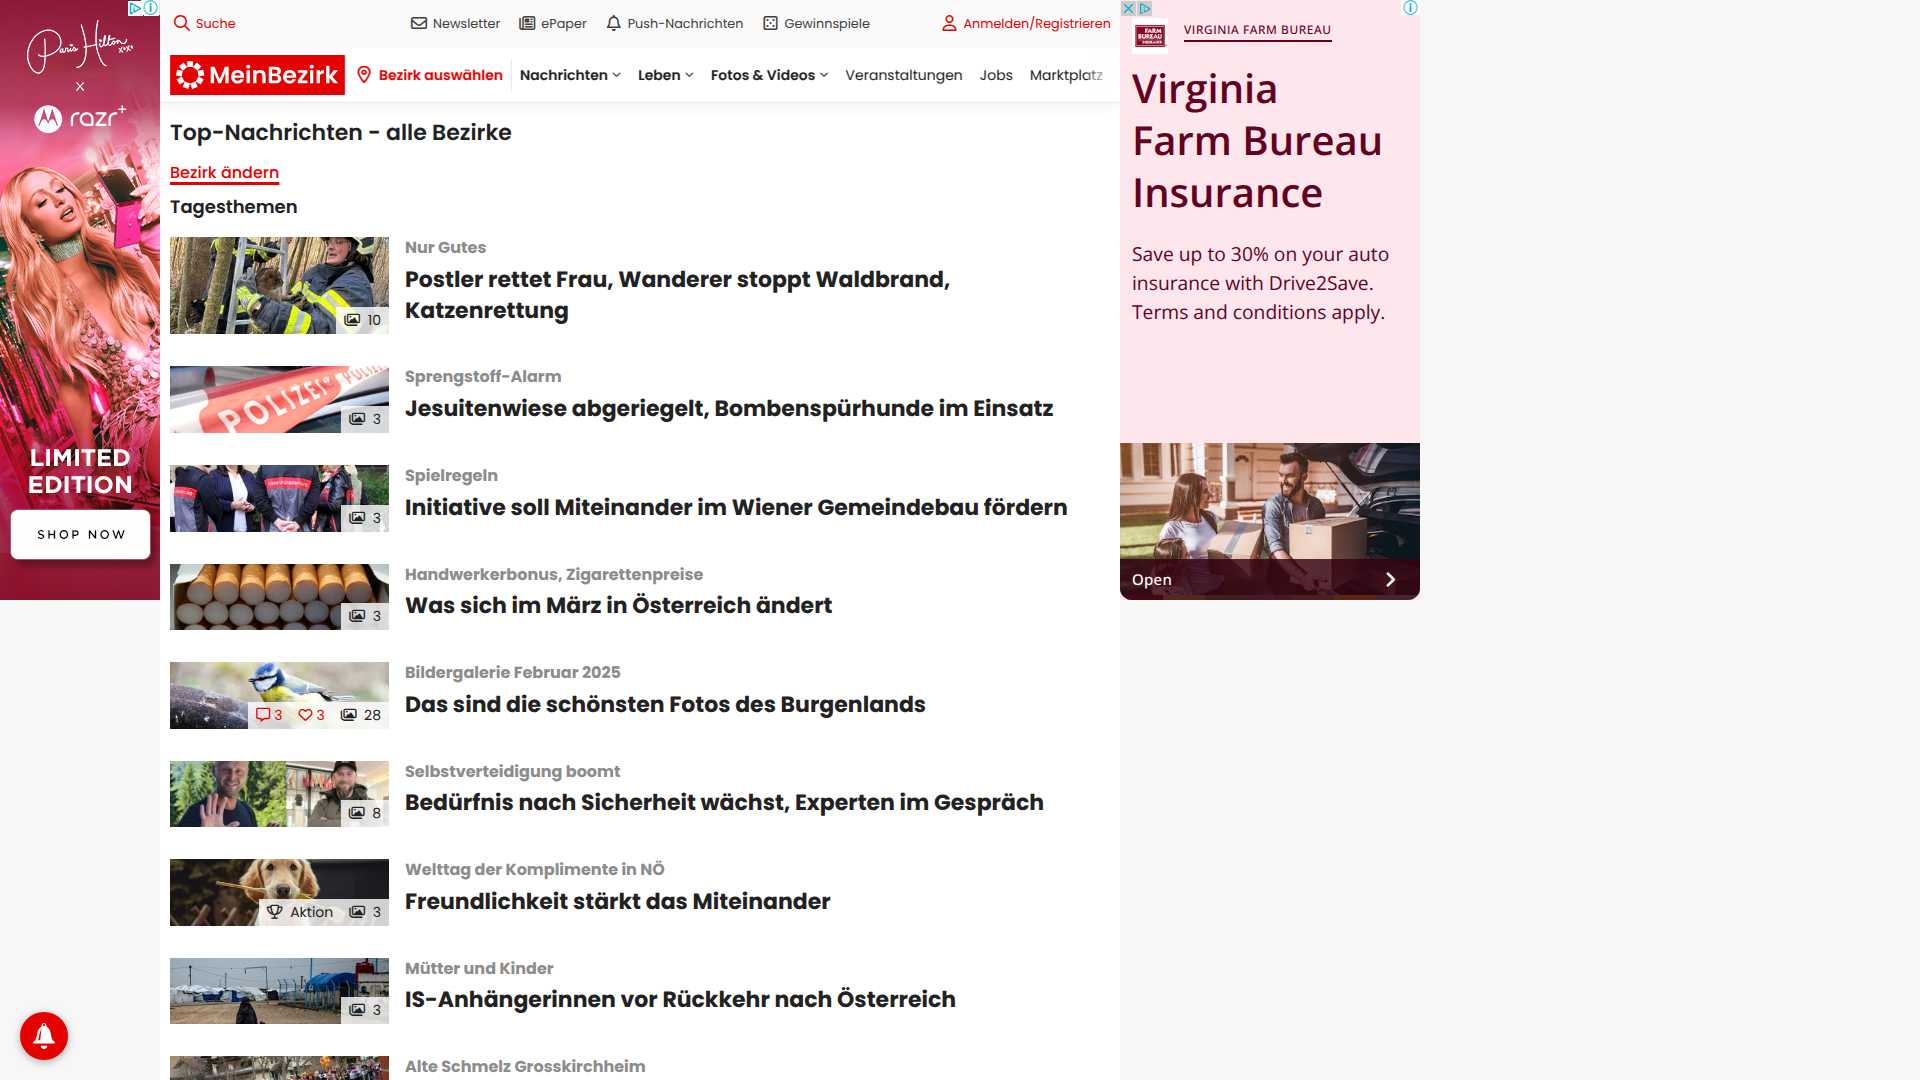 Suche
Newsletter
ePaper
Push-Nachrichten
Gewinnspiele
Anmelden/Registrieren
MeinBezirk
Bezirk auswählen
Nachrichten
Leben
Fotos & Videos
Veranstaltungen
Jobs
Marktplatz
Paris Hilton
xoxo
x
razr+
LIMITED
EDITION
SHOP NOW
Top-Nachrichten - alle Bezirke
Bezirk ändern
Tagesthemen
Nur Gutes
Postler rettet Frau, Wanderer stoppt Waldbrand,
Katzenrettung
10
Sprengstoff-Alarm
Jesuitenwiese abgeriegelt, Bombenspürhunde im Einsatz
POLIZEI
3
Spielregeln
Initiative soll Miteinander im Wiener Gemeindebau fördern
3
Handwerkerbonus, Zigarettenpreise
Was sich im März in Österreich ändert
3
Bildergalerie Februar 2025
Das sind die schönsten Fotos des Burgenlands
3
3
28
Selbstverteidigung boomt
Bedürfnis nach Sicherheit wächst, Experten im Gespräch
8
Welttag der Komplimente in NÖ
Freundlichkeit stärkt das Miteinander
Aktion
3
Mütter und Kinder
IS-Anhängerinnen vor Rückkehr nach Österreich
3
Alte Schmelz Grosskirchheim
FARM
BUREAU
VIRGINIA FARM BUREAU
Virginia
Farm Bureau
Insurance
Save up to 30% on your auto
insurance with Drive2Save.
Terms and conditions apply.
Open